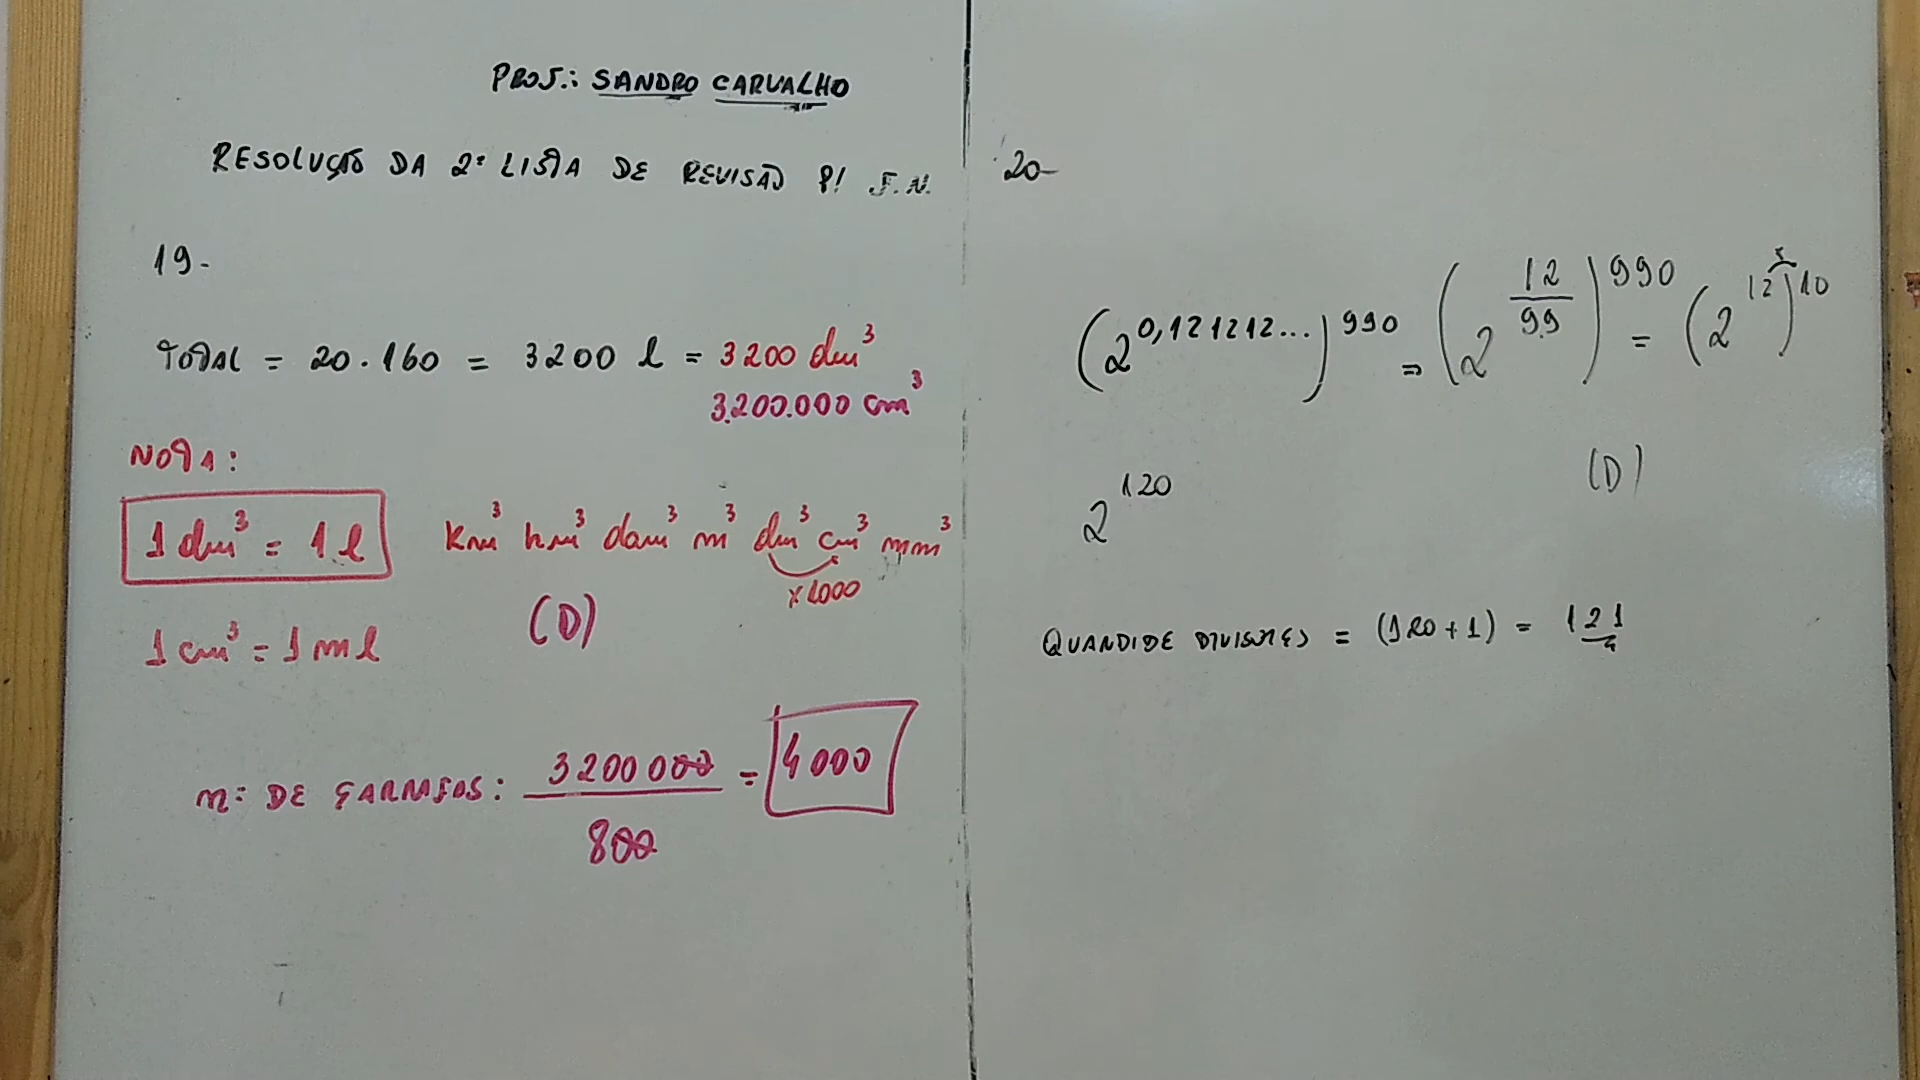 PROF.: SANDRO CARVALHO
RESOLUÇÃO DA 2ª LISTA DE REVISÃO P/ F.N.
19-
TOTAL = 20.160 = 3200 l = 3200 dm³
3.200.000 cm³
NOTA:
1 dm³ = 1 l
km³ hm³ dam³ m³ dm³ cm³ mm³
x1000
(D)
1 cm³ = 1 ml
nº DE GARRAFAS: 3200000/800 = 4000
20-
(2^0,121212...)^990 = (2^12/99)^990 = (2^12)^10
2^120
(D)
QUANDIDE DIVISORES = (120+1) = 121